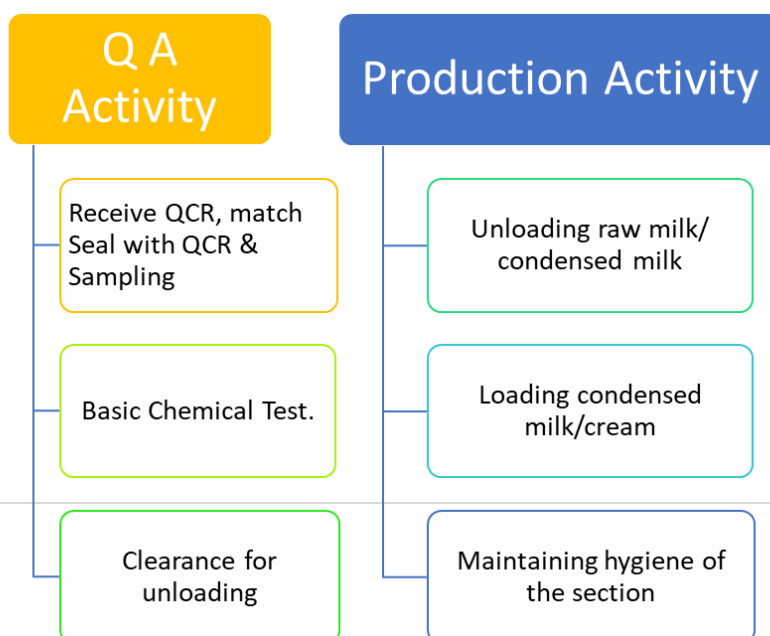 Q A
Activity
Receive QCR, match
Seal with QCR &
Sampling
Basic Chemical Test.
Clearance for
unloading
Production Activity
Unloading raw milk/
condensed milk
Loading condensed
milk/cream
Maintaining hygiene of
the section